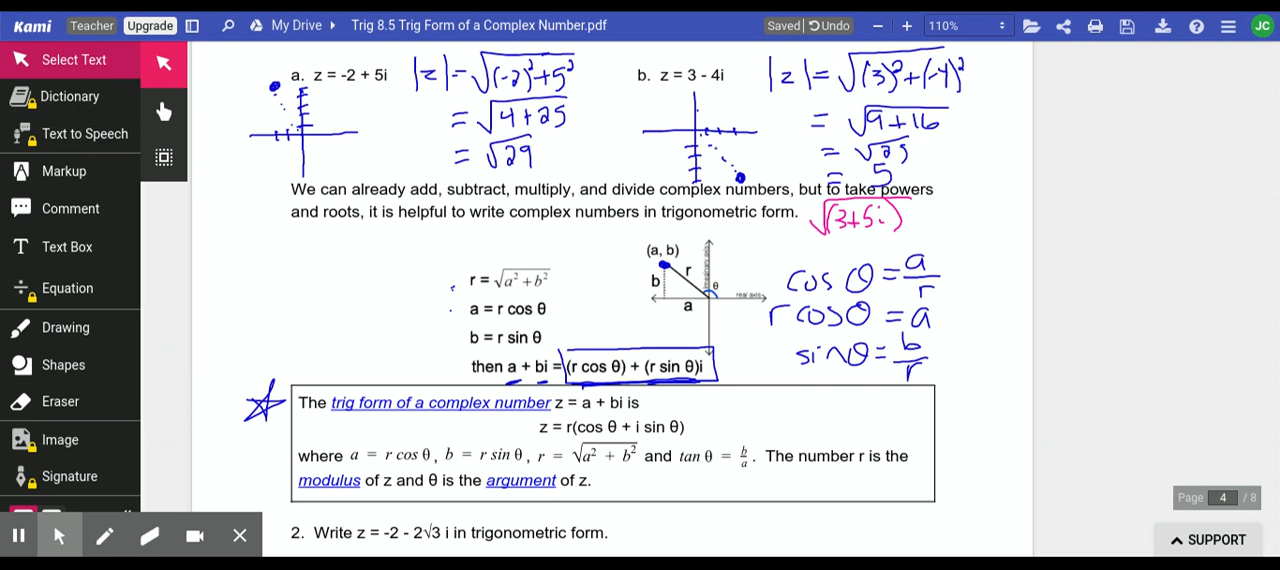 Kami Teacher Upgrade My Drive > Trig 8.5 Trig Form of a Complex Number.pdf Saved Undo − + 110% JC
Select Text
Dictionary
Text to Speech
Markup
Comment
Text Box
Equation
Drawing
Shapes
Eraser
Image
Signature
a. z = -2 + 5i
|z| = √((-2)² + 5²)
= √(4+25)
= √29
b. z = 3 - 4i
|z| = √((3)² + (-4)²)
= √(9+16)
= √25
= 5
We can already add, subtract, multiply, and divide complex numbers, but to take powers
and roots, it is helpful to write complex numbers in trigonometric form.
√(3+5i)
r = √(a² + b²)
a = r cos θ
b = r sin θ
then a + bi = (r cos θ) + (r sin θ)i
(a, b)
r
b
θ
a
real axis
imaginary axis
cos θ = a/r
r cos θ = a
sin θ = b/r
The trig form of a complex number z = a + bi is
z = r(cos θ + i sin θ)
where a = r cos θ, b = r sin θ, r = √(a² + b²) and tan θ = b/a. The number r is the
modulus of z and θ is the argument of z.
2. Write z = -2 - 2√3 i in trigonometric form.
Page 4 / 8
SUPPORT